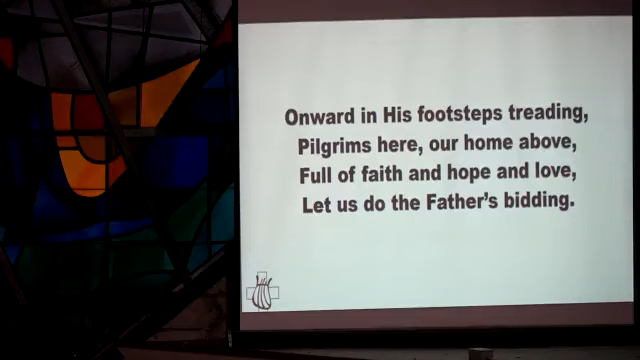 Onward in His footsteps treading,
Pilgrims here, our home above,
Full of faith and hope and love,
Let us do the Father's bidding.